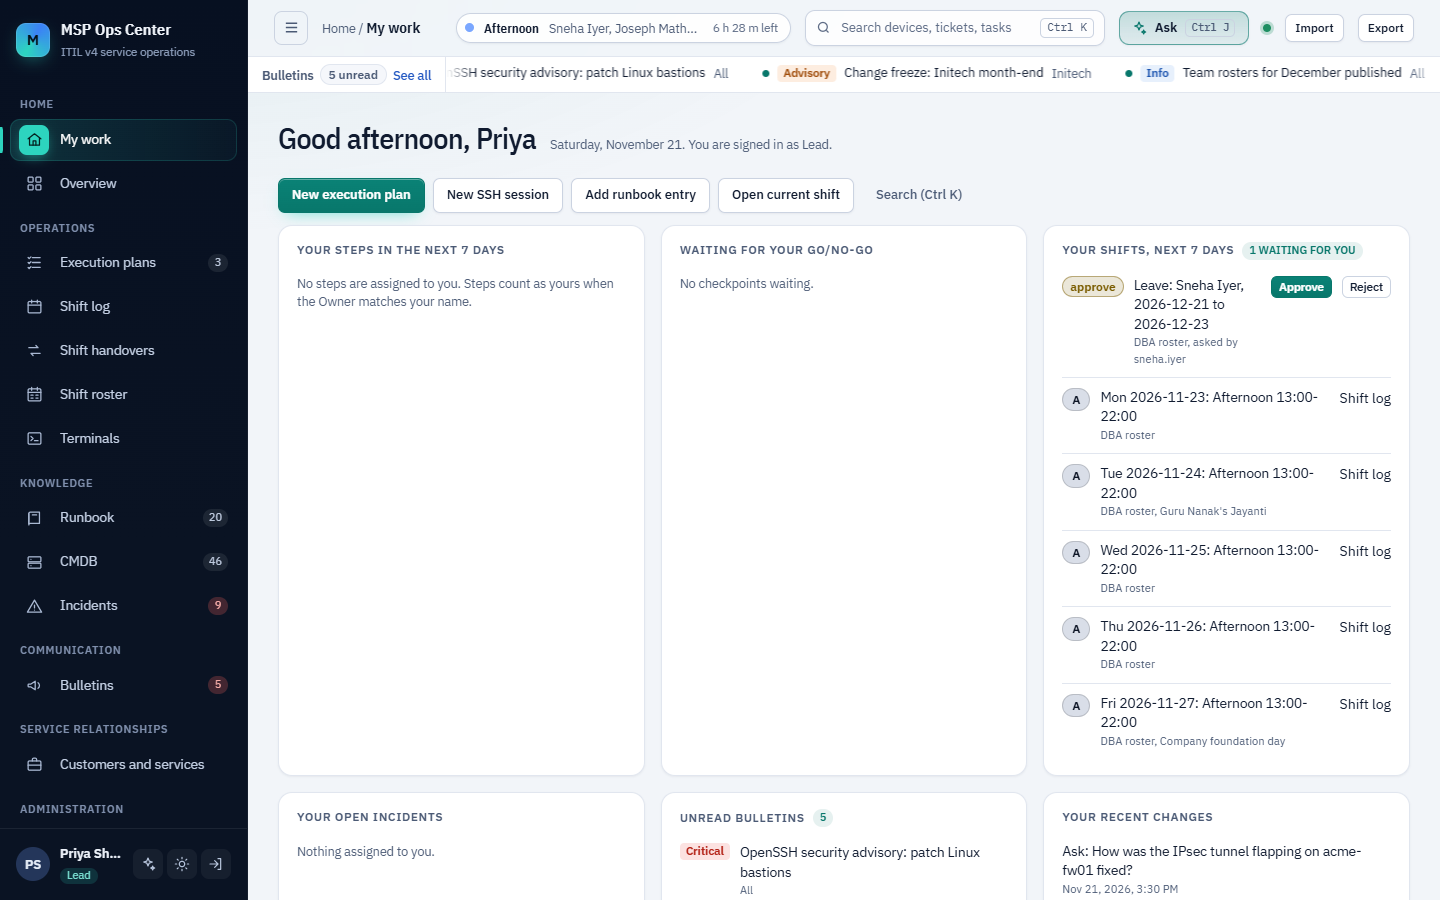 M
MSP Ops Center
ITIL v4 service operations
HOME
My work
Overview
OPERATIONS
Execution plans 3
Shift log
Shift handovers
Shift roster
Terminals
KNOWLEDGE
Runbook 20
CMDB 46
Incidents 9
COMMUNICATION
Bulletins 5
SERVICE RELATIONSHIPS
Customers and services
ADMINISTRATION
PS
Priya Sh...
Lead
Home / My work
Afternoon Sneha Iyer, Joseph Math... 6 h 28 m left
Search devices, tickets, tasks Ctrl K
Ask Ctrl J
Import
Export
Bulletins 5 unread See all
SSH security advisory: patch Linux bastions All
Advisory Change freeze: Initech month-end Initech
Info Team rosters for December published All
Good afternoon, Priya
Saturday, November 21. You are signed in as Lead.
New execution plan
New SSH session
Add runbook entry
Open current shift
Search (Ctrl K)
YOUR STEPS IN THE NEXT 7 DAYS
No steps are assigned to you. Steps count as yours when
the Owner matches your name.
WAITING FOR YOUR GO/NO-GO
No checkpoints waiting.
YOUR SHIFTS, NEXT 7 DAYS 1 WAITING FOR YOU
approve
Leave: Sneha Iyer,
2026-12-21 to
2026-12-23
DBA roster, asked by
sneha.iyer
Approve
Reject
A
Mon 2026-11-23: Afternoon 13:00-
22:00
DBA roster
Shift log
A
Tue 2026-11-24: Afternoon 13:00-
22:00
DBA roster, Guru Nanak's Jayanti
Shift log
A
Wed 2026-11-25: Afternoon 13:00-
22:00
DBA roster
Shift log
A
Thu 2026-11-26: Afternoon 13:00-
22:00
DBA roster
Shift log
A
Fri 2026-11-27: Afternoon 13:00-
22:00
DBA roster, Company foundation day
Shift log
YOUR OPEN INCIDENTS
Nothing assigned to you.
UNREAD BULLETINS 5
Critical
OpenSSH security advisory: patch Linux
bastions
All
YOUR RECENT CHANGES
Ask: How was the IPsec tunnel flapping on acme-
fw01 fixed?
Nov 21, 2026, 3:30 PM